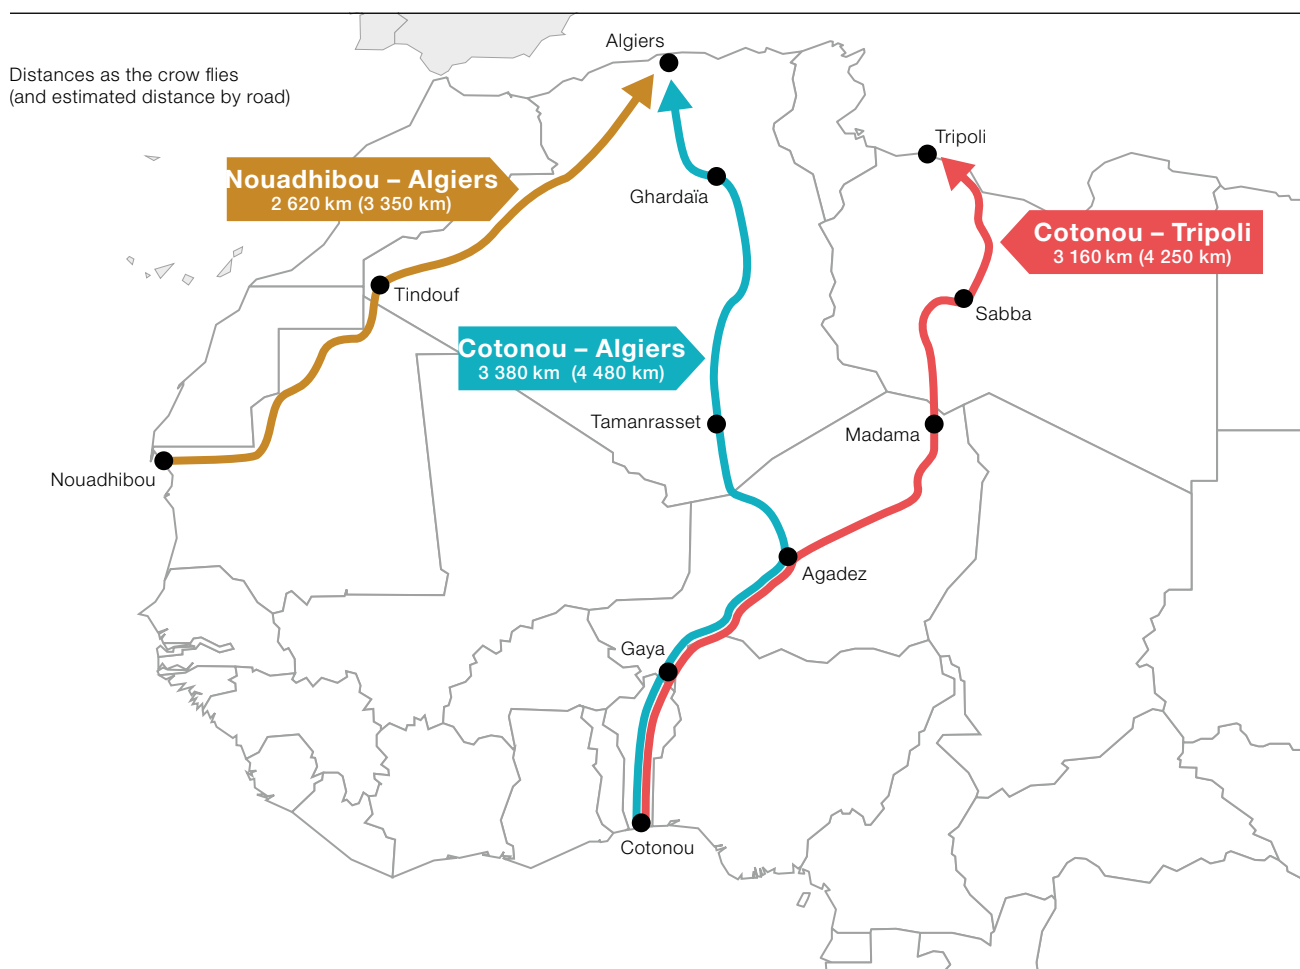 Algiers
Distances as the crow flies
(and estimated distance by road)
Tripoli
Nouadhibou – Algiers
2 620 km (3 350 km)
Ghardaïa
Cotonou – Tripoli
3 160 km (4 250 km)
Tindouf
Sabba
Cotonou – Algiers
3 380 km (4 480 km)
Tamanrasset
Madama
Nouadhibou
Agadez
Gaya
Cotonou